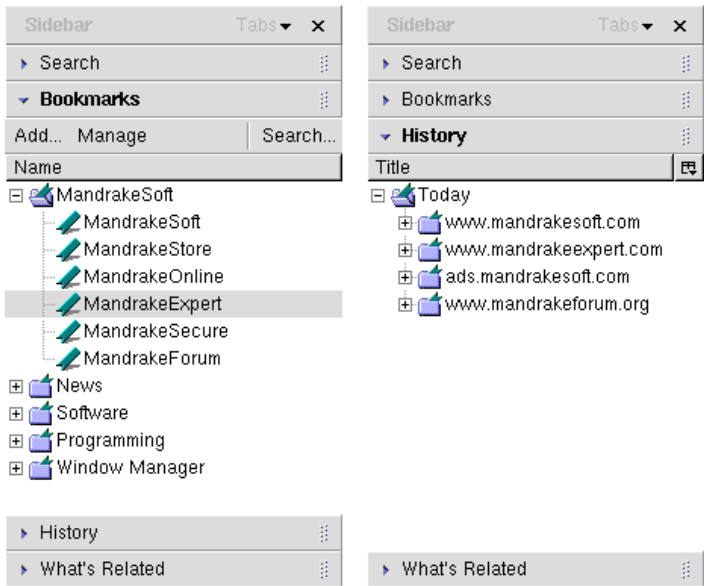 Sidebar Tabs
Search
Bookmarks
Add... Manage Search...
Name
MandrakeSoft
MandrakeSoft
MandrakeStore
MandrakeOnline
MandrakeExpert
MandrakeSecure
MandrakeForum
News
Software
Programming
Window Manager
History
What's Related
Sidebar Tabs
Search
Bookmarks
History
Title
Today
www.mandrakesoft.com
www.mandrakeexpert.com
ads.mandrakesoft.com
www.mandrakeforum.org
What's Related